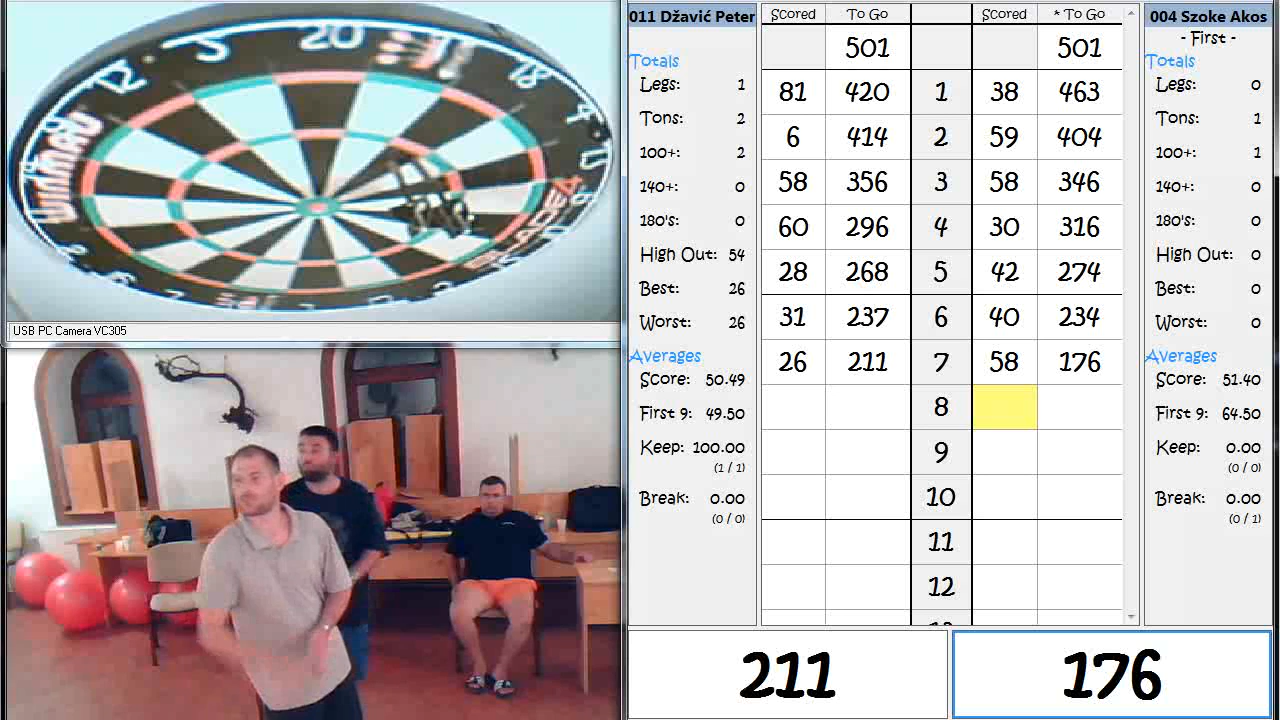 12 5 20 18
4
WINMAU
BLADE4
USB PC Camera VC305
011 Džavić Peter
Totals
Legs: 1
Tons: 2
100+: 2
140+: 0
180's: 0
High Out: 54
Best: 26
Worst: 26
Averages
Score: 50.49
First 9: 49.50
Keep: 100.00
(1 / 1)
Break: 0.00
(0 / 0)
Scored To Go Scored * To Go
501 501
81 420 1 38 463
6 414 2 59 404
58 356 3 58 346
60 296 4 30 316
28 268 5 42 274
31 237 6 40 234
26 211 7 58 176
8
9
10
11
12
004 Szoke Akos
- First -
Totals
Legs: 0
Tons: 1
100+: 1
140+: 0
180's: 0
High Out: 0
Best: 0
Worst: 0
Averages
Score: 51.40
First 9: 64.50
Keep: 0.00
(0 / 0)
Break: 0.00
(0 / 1)
211 176